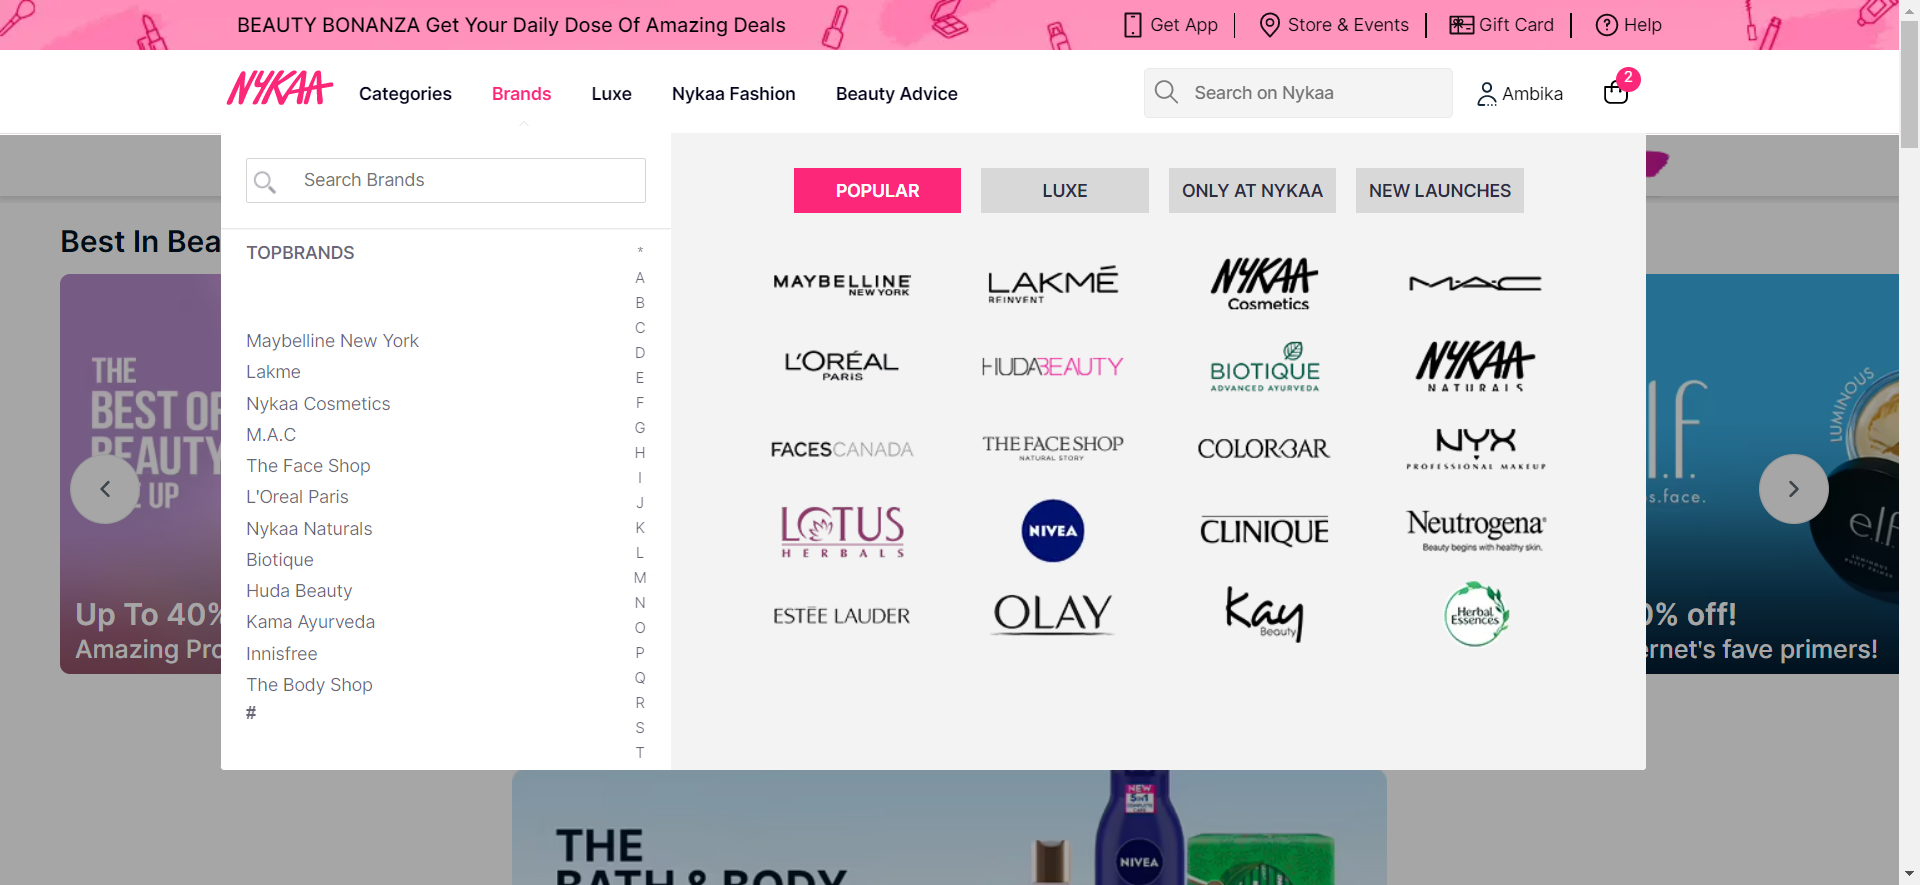 BEAUTY BONANZA Get Your Daily Dose Of Amazing Deals
Get App
Store & Events
Gift Card
Help
NYKAA
Categories
Brands
Luxe
Nykaa Fashion
Beauty Advice
Search on Nykaa
Ambika
2
Search Brands
POPULAR
LUXE
ONLY AT NYKAA
NEW LAUNCHES
Best In Bea
TOPBRANDS
Maybelline New York
Lakme
Nykaa Cosmetics
M.A.C
The Face Shop
L'Oreal Paris
Nykaa Naturals
Biotique
Huda Beauty
Kama Ayurveda
Innisfree
The Body Shop
#
*
A
B
C
D
E
F
G
H
I
J
K
L
M
N
O
P
Q
R
S
T
MAYBELLINE
NEW YORK
LAKMÉ
REINVENT
NYKAA
Cosmetics
M·A·C
L'ORÉAL
PARIS
HUDABEAUTY
BIOTIQUE
ADVANCED AYURVEDA
NYKAA
NATURALS
FACESCANADA
THE FACE SHOP
NATURAL STORY
COLORBAR
NYX
PROFESSIONAL MAKEUP
LOTUS
HERBALS
NIVEA
CLINIQUE
Neutrogena
Beauty begins with healthy skin.
ESTĒE LAUDER
OLAY
Kay
Beauty
Herbal
Essences
THE
BEST OF
BEAUTY
E UP
Up To 40%
Amazing Pro
LUMINOUS
l.f.
s.face.
e.l.f.
LUMINOUS
PUTTY PRIMER
0% off!
ernet's fave primers!
THE
BATH & BODY
NEW
5in1
NIVEA